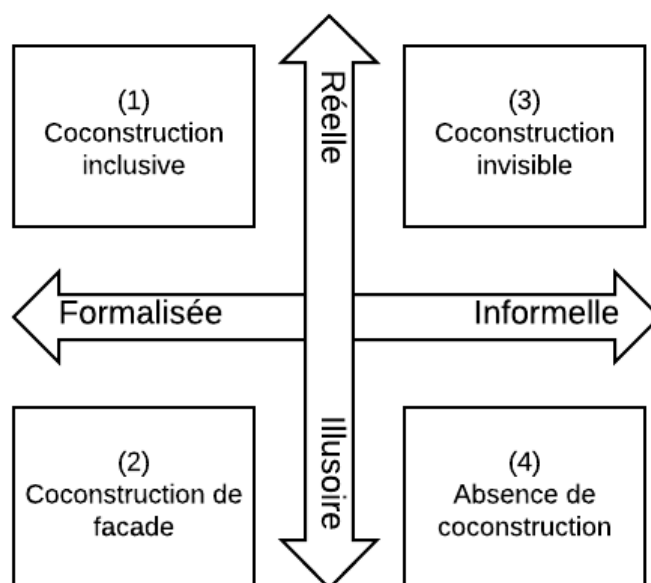 (1)
Coconstruction
inclusive
Réelle
(3)
Coconstruction
invisible
Formalisée
Informelle
(2)
Coconstruction de
facade
Illusoire
(4)
Absence de
coconstruction